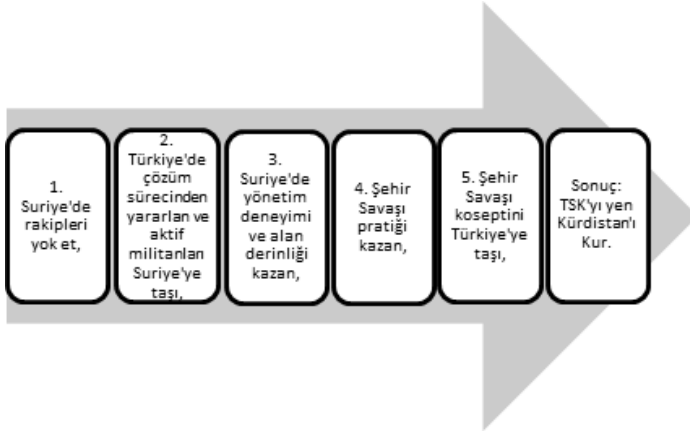 1.
Suriye'de
rakipleri
yok et,
2.
Türkiye'de
çözüm
sürecinden
yararlan ve
aktif
militanları
Suriye'ye
taşı,
3.
Suriye'de
yönetim
deneyimi
ve alan
derinliği
kazan,
4. Şehir
Savaşı
pratiği
kazan,
5. Şehir
Savaşı
koseptini
Türkiye'ye
taşı,
Sonuç:
TSK'yı yen
Kürdistan'ı
Kur.